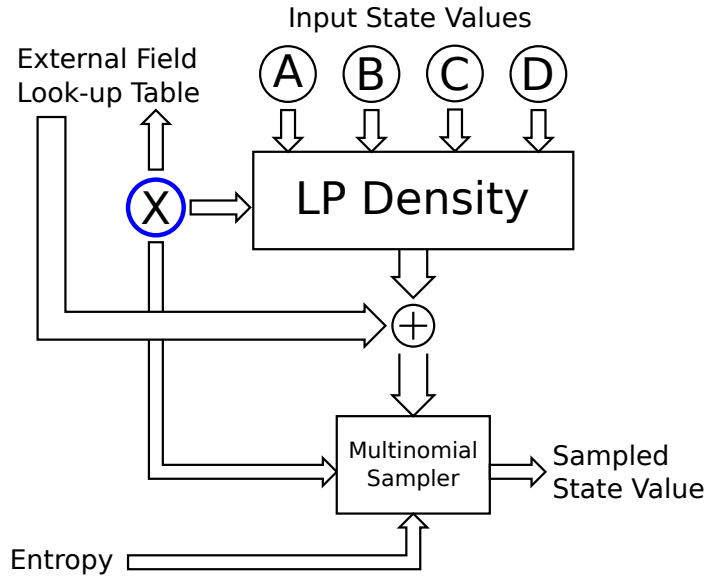 Input State Values
External Field
Look-up Table
A B C D
X
LP Density
+
Multinomial
Sampler
Sampled
State Value
Entropy